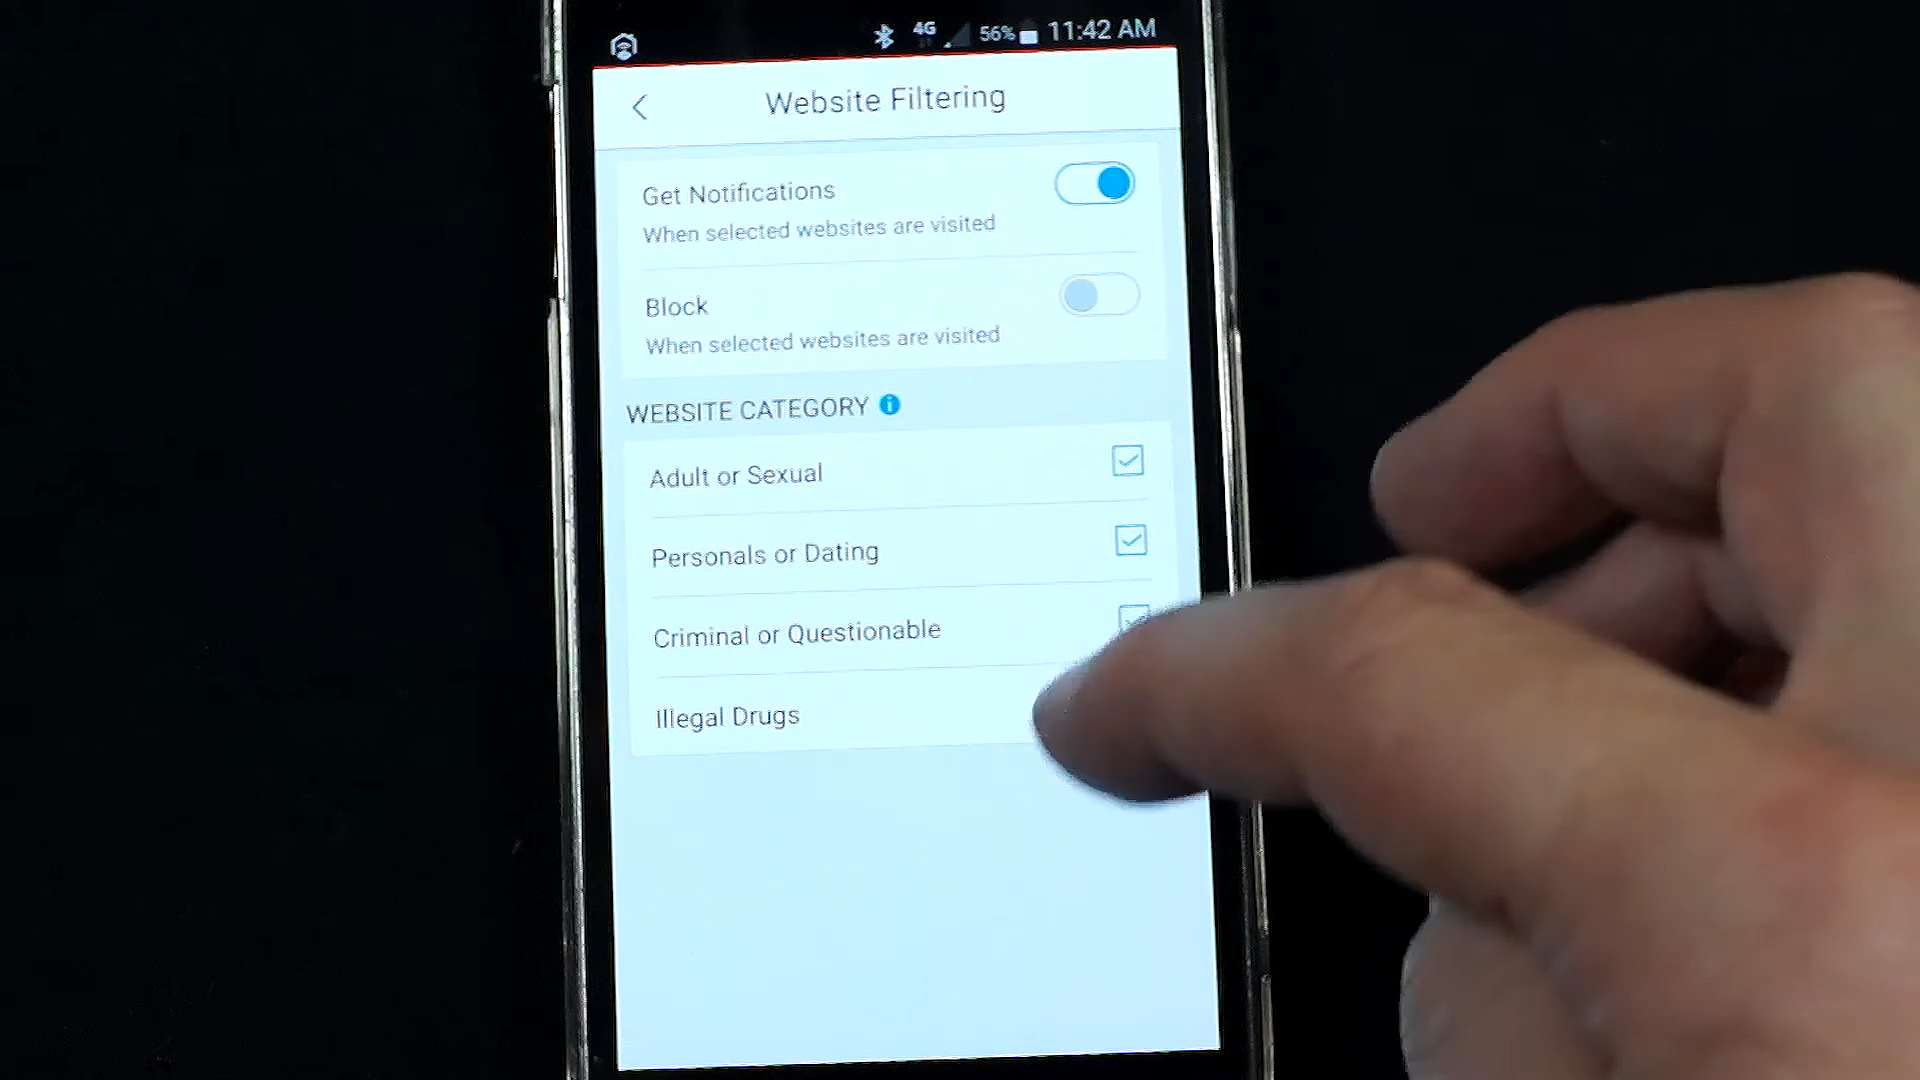 4G 56% 11:42 AM
Website Filtering
Get Notifications
When selected websites are visited
Block
When selected websites are visited
WEBSITE CATEGORY i
Adult or Sexual
Personals or Dating
Criminal or Questionable
Illegal Drugs